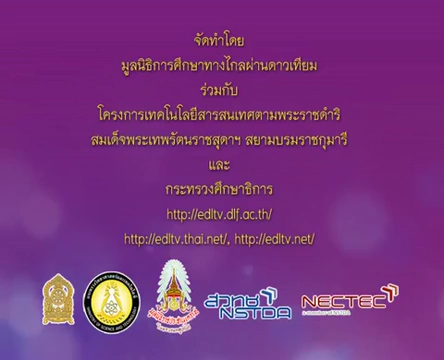 จัดทำโดย
มูลนิธิการศึกษาทางไกลผ่านดาวเทียม
ร่วมกับ
โครงการเทคโนโลยีสารสนเทศตามพระราชดำริ
สมเด็จพระเทพรัตนราชสุดาฯ สยามบรมราชกุมารี
และ
กระทรวงศึกษาธิการ
http://edltv.dlf.ac.th/
http://edltv.thai.net/, http://edltv.net/
สวทช NECTEC
NSTDA a member of NSTDA